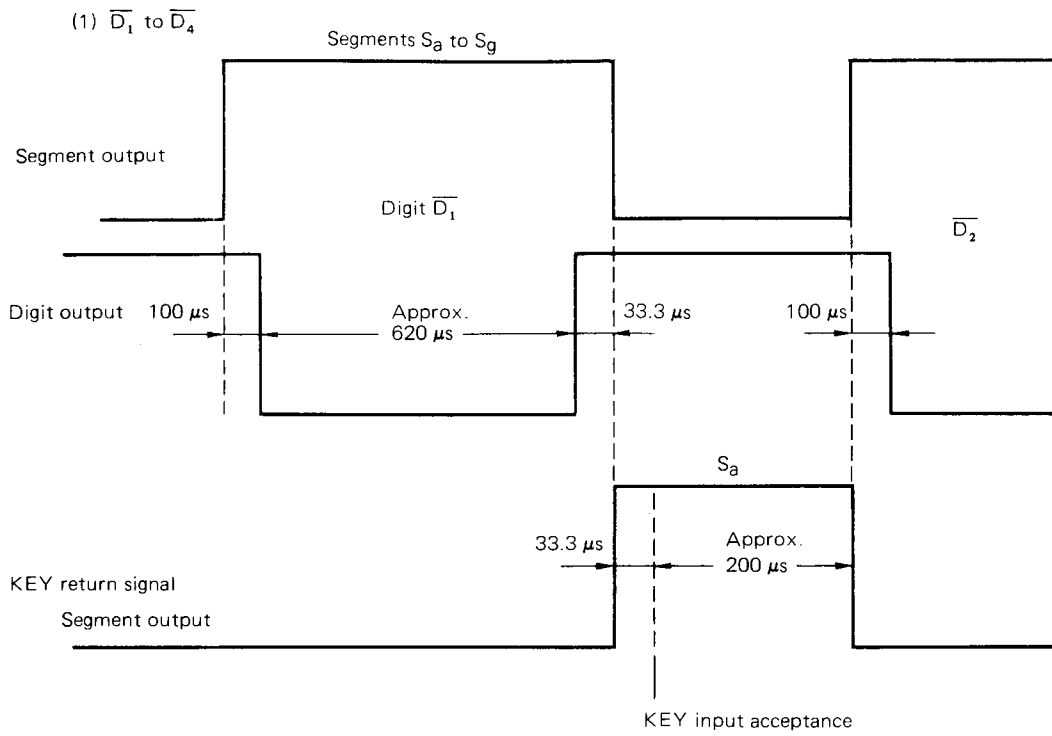 (1) D̅₁ to D̅₄
Segments Sₐ to S_g
Segment output
Digit D̅₁
D̅₂
Digit output
100 μs
Approx.
620 μs
33.3 μs
100 μs
Sₐ
33.3 μs
Approx.
200 μs
KEY return signal
Segment output
KEY input acceptance